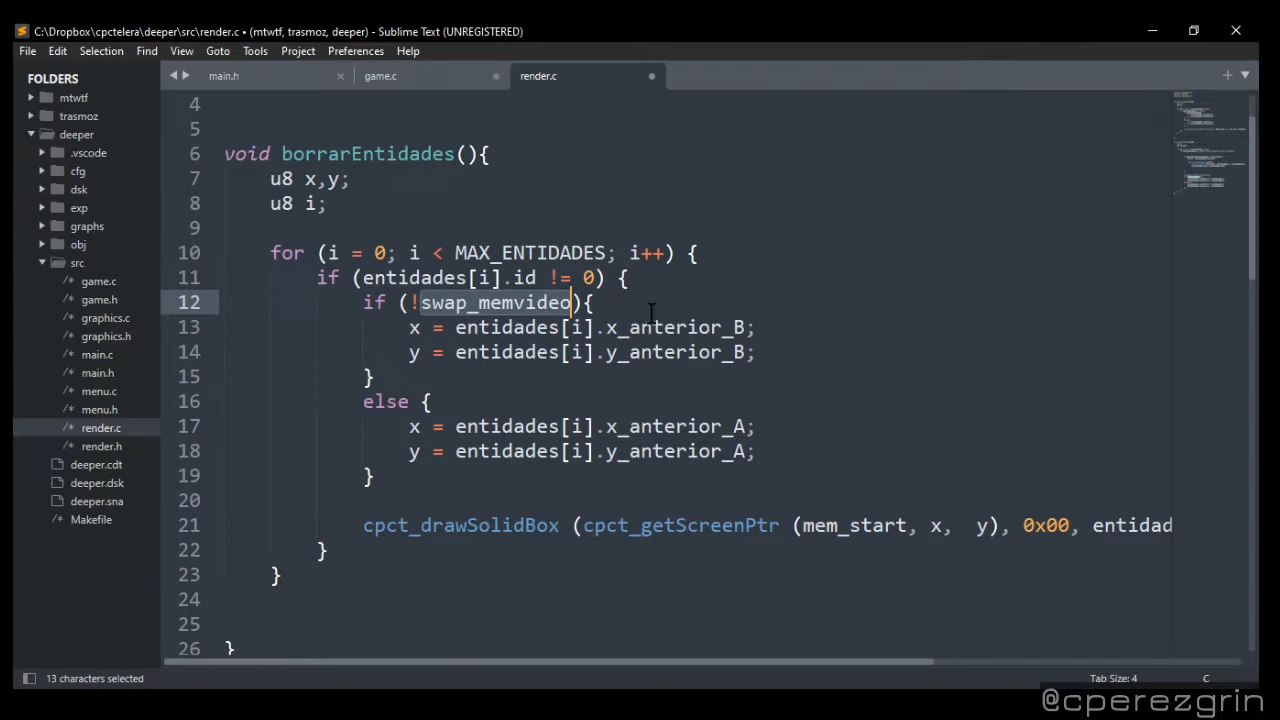 C:\Dropbox\cpctelera\deeper\src\render.c • (mtwtf, trasmoz, deeper) - Sublime Text (UNREGISTERED)
File Edit Selection Find View Goto Tools Project Preferences Help
FOLDERS
mtwtf
trasmoz
deeper
.vscode
cfg
dsk
exp
graphs
obj
src
/* game.c
/* game.h
/* graphics.c
/* graphics.h
/* main.c
/* main.h
/* menu.c
/* menu.h
/* render.c
/* render.h
deeper.cdt
deeper.dsk
deeper.sna
Makefile
main.h game.c render.c
4
5
6 void borrarEntidades(){
7 u8 x,y;
8 u8 i;
9
10 for (i = 0; i < MAX_ENTIDADES; i++) {
11 if (entidades[i].id != 0) {
12 if (!swap_memvideo){
13 x = entidades[i].x_anterior_B;
14 y = entidades[i].y_anterior_B;
15 }
16 else {
17 x = entidades[i].x_anterior_A;
18 y = entidades[i].y_anterior_A;
19 }
20
21 cpct_drawSolidBox (cpct_getScreenPtr (mem_start, x, y), 0x00, entidad
22 }
23 }
24
25
26 }
13 characters selected
Tab Size: 4 C
@cperezgrin